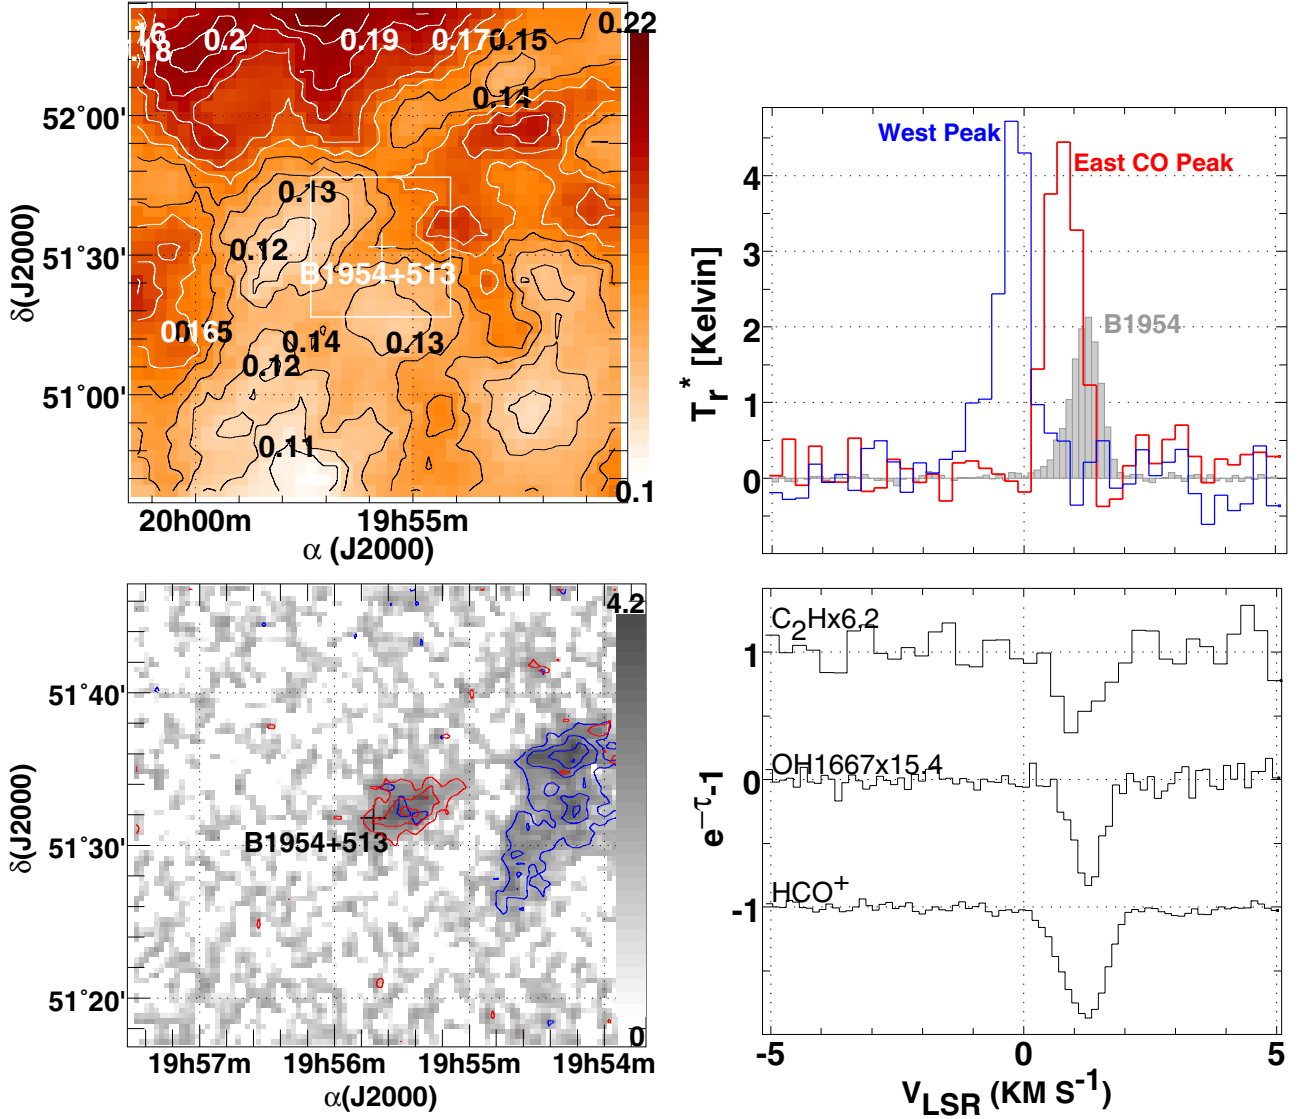 .16
.18
0.2
0.19
0.17
0.15
0.22
0.14
52°00'
0.13
0.12
51°30'
B1954+513
0.16
0.14
0.13
0.12
51°00'
0.11
0.1
20h00m
19h55m
α (J2000)
δ(J2000)
West Peak
East CO Peak
B1954
4
3
2
1
0
Tr* [Kelvin]
4.2
51°40'
51°30'
51°20'
B1954+513
0
19h57m
19h56m
19h55m
19h54m
α(J2000)
δ(J2000)
C2Hx6.2
1
OH1667x15.4
0
HCO+
-1
e-τ-1
-5
0
5
VLSR (KM S-1)